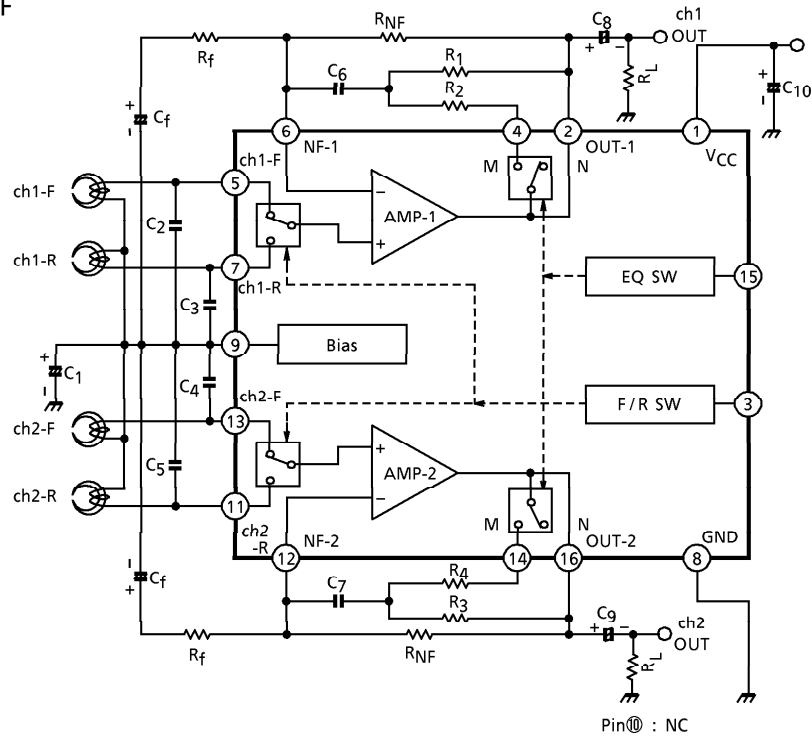 F
Rf
RNF
C8
ch1
OUT
+
−
R1
C6
R2
RL
+
−
C10
+
−
Cf
6
NF-1
4
2
OUT-1
1
VCC
ch1-F
ch1-F
5
M
N
C2
−
AMP-1
+
ch1-R
7
ch1-R
C3
EQ SW
15
9
Bias
+
−
C1
C4
ch2-F
F/R SW
3
ch2-F
13
+
AMP-2
−
C5
ch2-R
11
ch2
-R
M
N
NF-2
12
14
16
OUT-2
GND
8
−
+
Cf
C7
R4
R3
C9
ch2
OUT
+
−
Rf
RNF
RL
Pin⑩ : NC